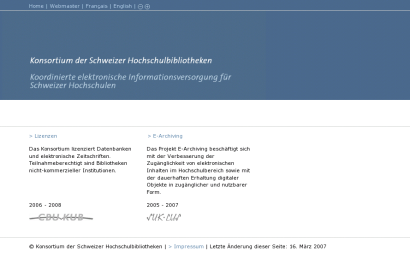 Home | Webmaster | Français | English |
Konsortium der Schweizer Hochschulbibliotheken
Koordinierte elektronische Informationsversorgung für
Schweizer Hochschulen
> Lizenzen
Das Konsortium lizenziert Datenbanken
und elektronische Zeitschriften.
Teilnahmeberechtigt sind Bibliotheken
nicht-kommerzieller Institutionen.
2006 - 2008
> E-Archiving
Das Projekt E-Archiving beschäftigt sich
mit der Verbesserung der
Zugänglichkeit von elektronischen
Inhalten im Hochschulbereich sowie mit
der dauerhaften Erhaltung digitaler
Objekte in zugänglicher und nutzbarer
Form.
2005 - 2007
© Konsortium der Schweizer Hochschulbibliotheken | > Impressum | Letzte Änderung dieser Seite: 16. März 2007